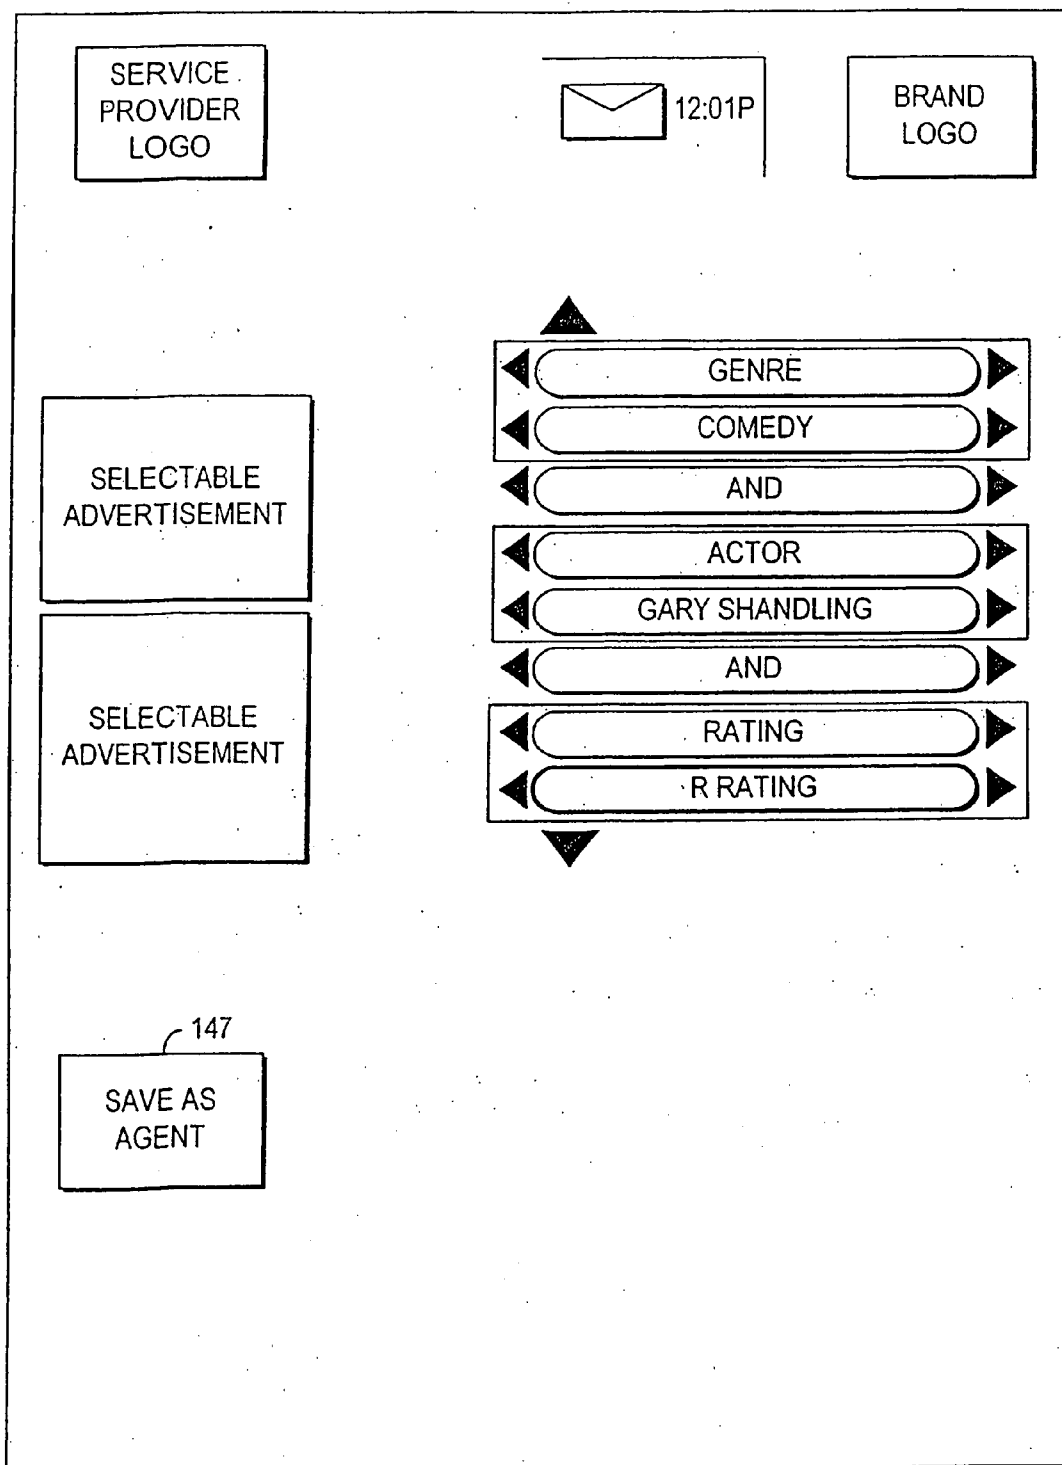 SERVICE
PROVIDER
LOGO
12:01P
BRAND
LOGO
GENRE
COMEDY
AND
ACTOR
GARY SHANDLING
AND
RATING
R RATING
SELECTABLE
ADVERTISEMENT
SELECTABLE
ADVERTISEMENT
147
SAVE AS
AGENT